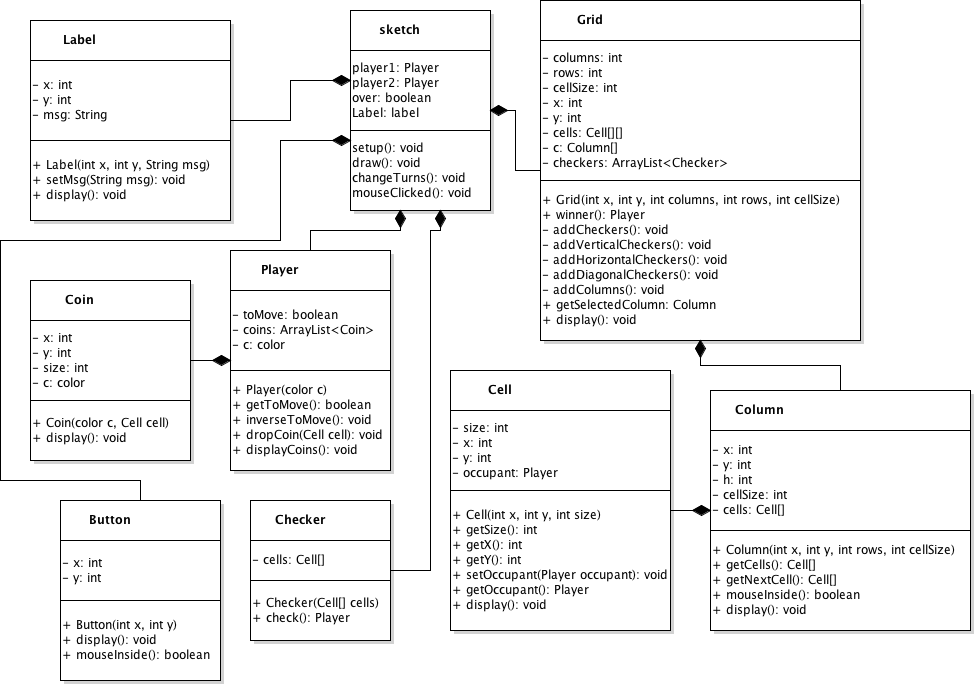 Label
- x: int
- y: int
- msg: String
+ Label(int x, int y, String msg)
+ setMsg(String msg): void
+ display(): void
sketch
player1: Player
player2: Player
over: boolean
Label: label
setup(): void
draw(): void
changeTurns(): void
mouseClicked(): void
Grid
- columns: int
- rows: int
- cellSize: int
- x: int
- y: int
- cells: Cell[][]
- c: Column[]
- checkers: ArrayList<Checker>
+ Grid(int x, int y, int columns, int rows, int cellSize)
+ winner(): Player
- addCheckers(): void
- addVerticalCheckers(): void
- addHorizontalCheckers(): void
- addDiagonalCheckers(): void
- addColumns(): void
+ getSelectedColumn: Column
+ display(): void
Coin
- x: int
- y: int
- size: int
- c: color
+ Coin(color c, Cell cell)
+ display(): void
Player
- toMove: boolean
- coins: ArrayList<Coin>
- c: color
+ Player(color c)
+ getToMove(): boolean
+ inverseToMove(): void
+ dropCoin(Cell cell): void
+ displayCoins(): void
Cell
- size: int
- x: int
- y: int
- occupant: Player
+ Cell(int x, int y, int size)
+ getSize(): int
+ getX(): int
+ getY(): int
+ setOccupant(Player occupant): void
+ getOccupant(): Player
+ display(): void
Column
- x: int
- y: int
- h: int
- cellSize: int
- cells: Cell[]
+ Column(int x, int y, int rows, int cellSize)
+ getCells(): Cell[]
+ getNextCell(): Cell[]
+ mouseInside(): boolean
+ display(): void
Button
- x: int
- y: int
+ Button(int x, int y)
+ display(): void
+ mouseInside(): boolean
Checker
- cells: Cell[]
+ Checker(Cell[] cells)
+ check(): Player